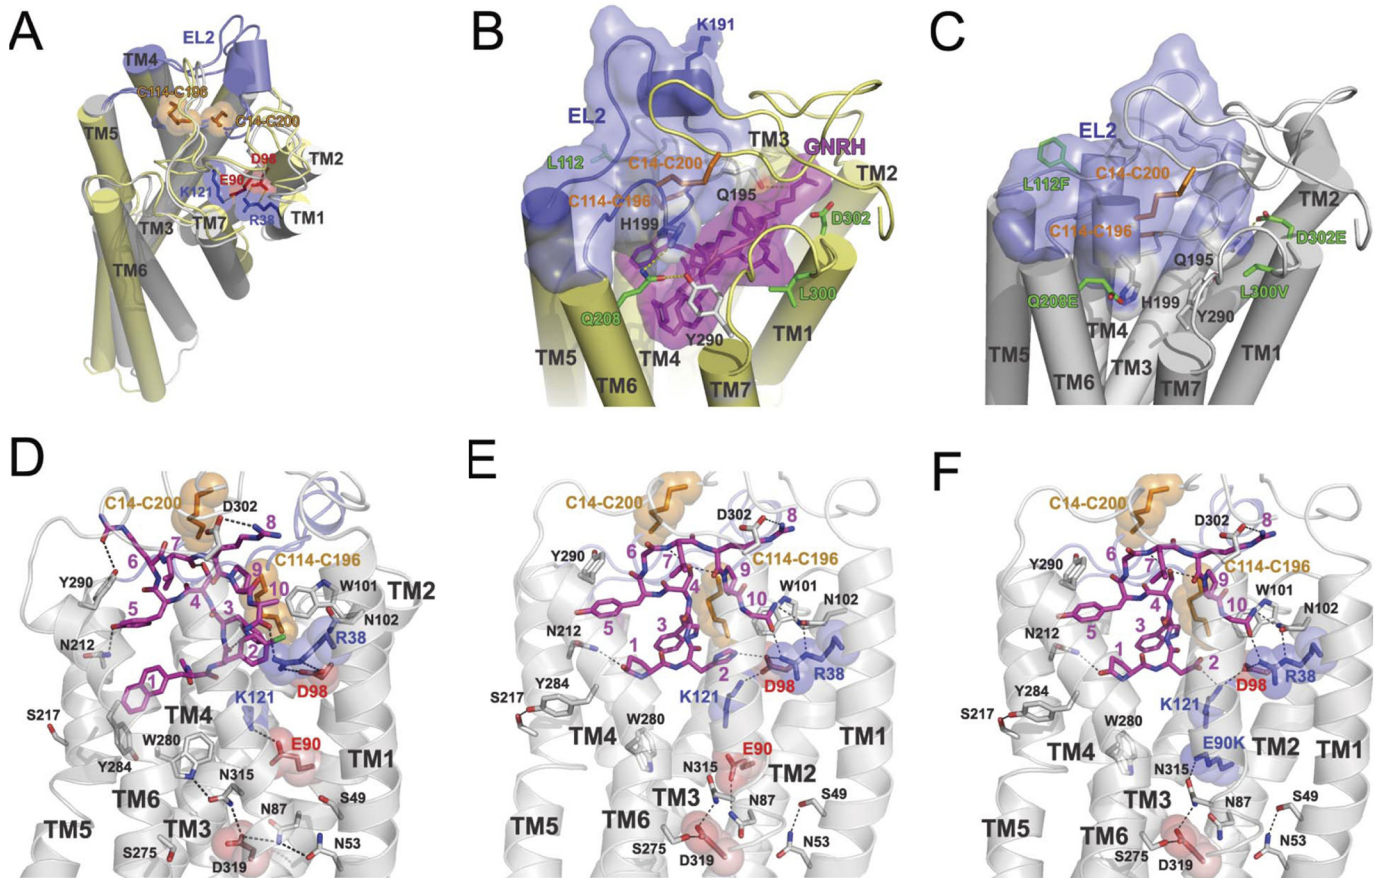 A
EL2
TM4
C114-C196
C14-C200
TM5
D98
TM2
E90
K121
R38
TM1
TM3
TM7
TM6
B
K191
EL2
TM3
GNRH
L112
C14-C200
TM2
C114-C196
Q195
H199
D302
L300
Q208
Y290
TM1
TM5
TM4
TM6
TM7
C
EL2
L112F
C14-C200
TM2
C114-C196
D302E
Q195
L300V
Q208E
H199
Y290
TM4
TM5
TM3
TM1
TM6
TM7
D
C14-C200
D302
8
7
6
C114-C196
Y290
9
W101
TM2
10
4
5
3
N102
R38
N212
2
1
D98
K121
S217
TM4
E90
W280
TM1
Y284
N315
TM6
S49
N87
TM5
TM3
N53
S275
D319
E
C14-C200
D302
8
6
7
C114-C196
Y290
9
4
W101
10
N102
5
3
N212
1
2
R38
D98
K121
Y284
S217
W280
TM4
E90
N315
TM2
TM3
N87
S49
TM5
TM6
S275
N53
D319
F
C14-C200
D302
8
6
7
C114-C196
Y290
9
W101
4
10
N102
5
3
N212
1
2
D98
R38
K121
Y284
S217
W280
TM4
E90K
TM2
TM1
N315
TM3
N87
S49
TM5
TM6
S275
N53
D319